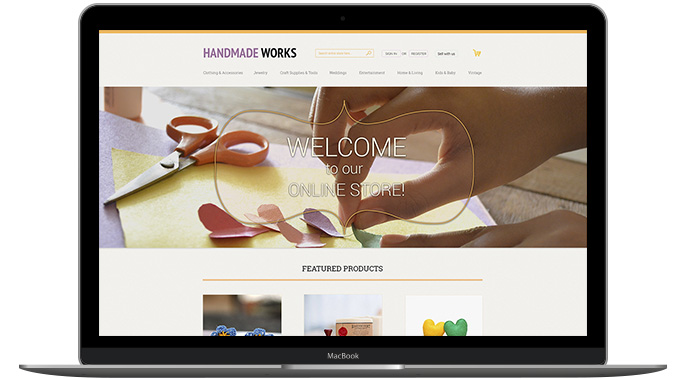 HANDMADE WORKS
SIGN IN OR REGISTER
Sell with us
Clothing & Accessories Jewelry Craft Supplies & Tools Weddings Entertainment Home & Living Kids & Baby Vintage
WELCOME
to our
ONLINE STORE!
FEATURED PRODUCTS
MacBook